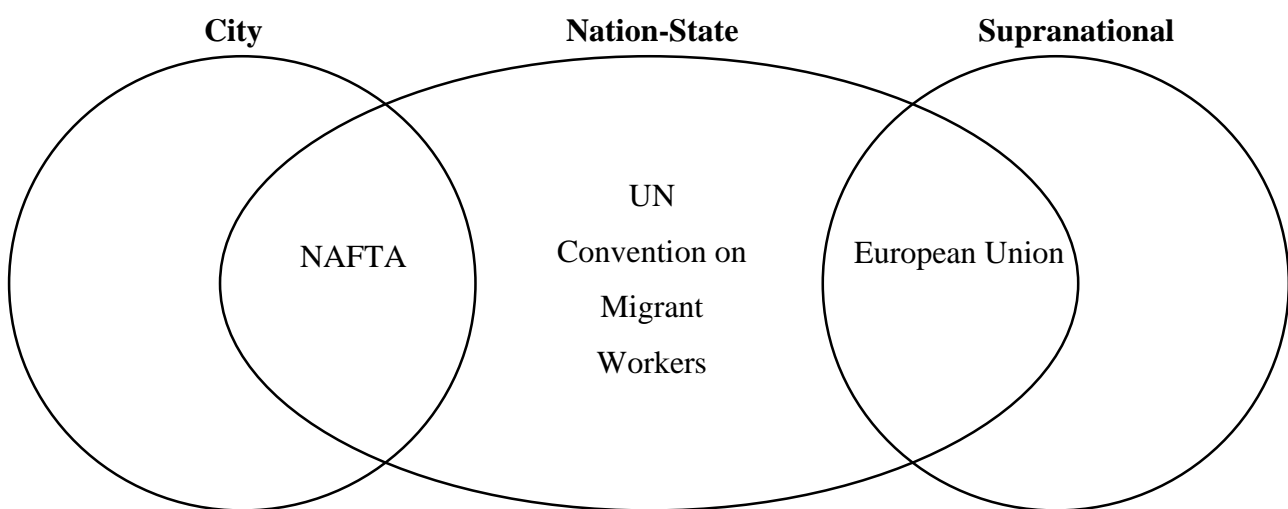 City Nation-State Supranational
NAFTA
UN
Convention on
Migrant
Workers
European Union